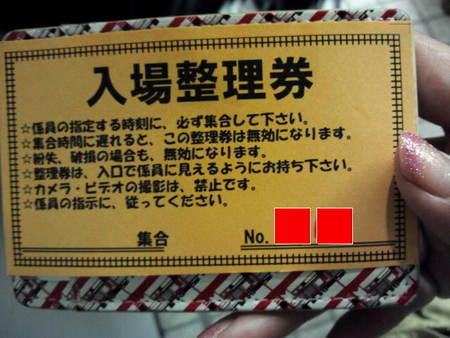 入場整理券
☆係員の指定する時刻に、必ず集合して下さい。
☆集合時間に遅れると、この整理券は無効になります。
☆紛失、破損の場合も、無効になります。
☆整理券は、入口で係員に見えるようにお持ち下さい。
☆カメラ・ビデオの撮影は、禁止です。
☆係員の指示に、従ってください。
集合 No.